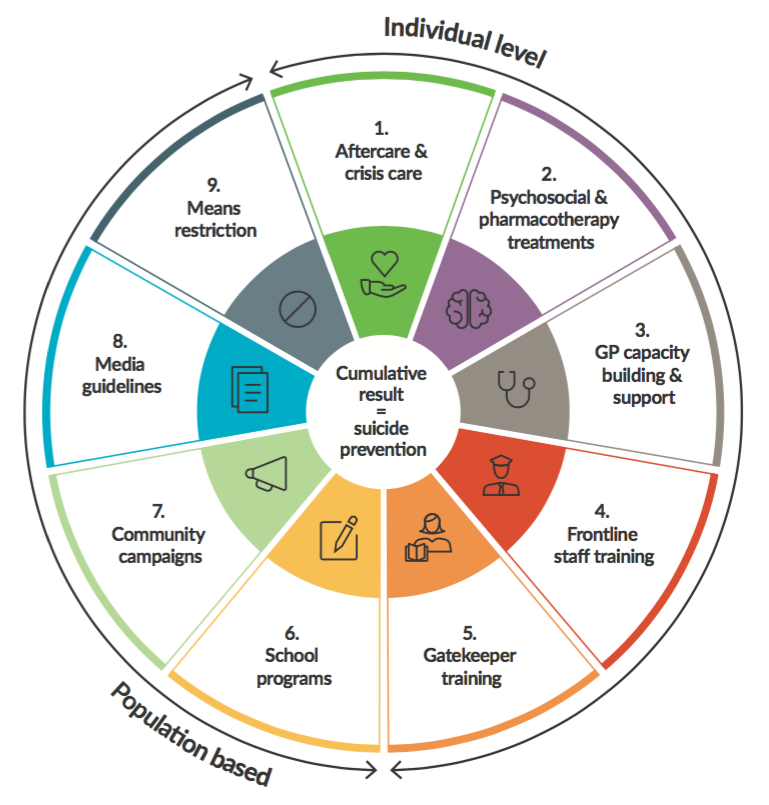 Individual level
1.
Aftercare &
crisis care
2.
Psychosocial &
pharmacotherapy
treatments
3.
GP capacity
building &
support
4.
Frontline
staff training
5.
Gatekeeper
training
6.
School
programs
7.
Community
campaigns
8.
Media
guidelines
9.
Means
restriction
Cumulative
result
=
suicide
prevention
Population based